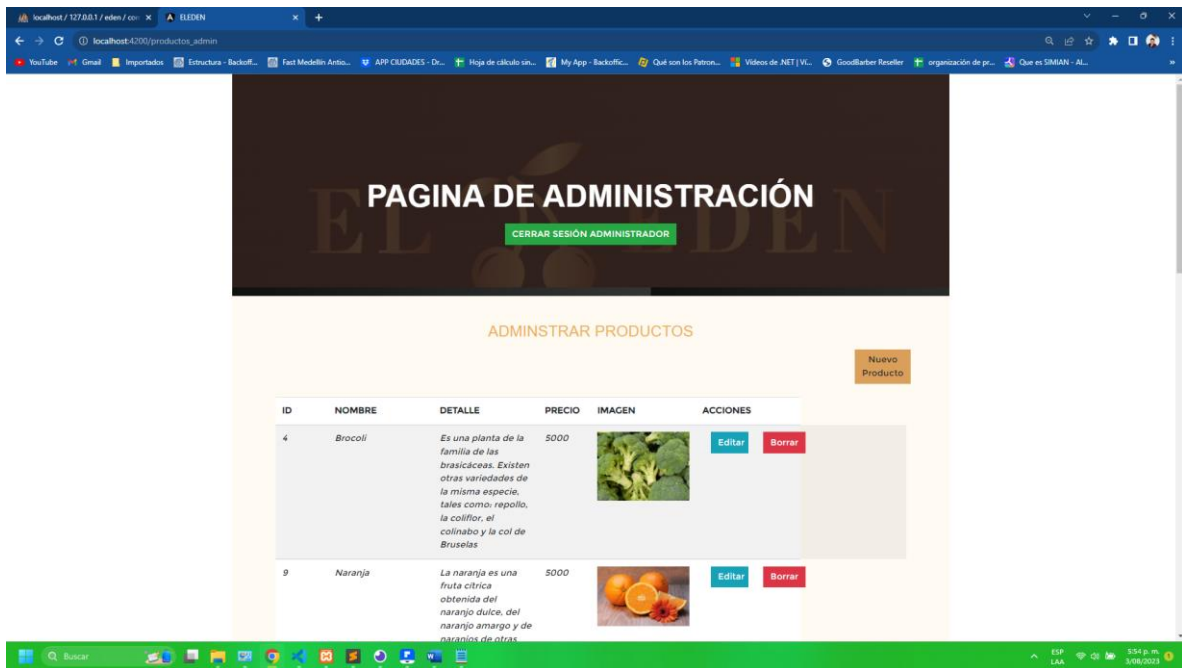 localhost / 127.0.0.1 / eden / con
ELEDEN
localhost:4200/productos_admin
YouTube
Gmail
Importados
Estructura - Backoff...
Fast Medellín Antio...
APP CIUDADES - Dr...
Hoja de cálculo sin...
My App - Backoffic...
Qué son los Patron...
Vídeos de .NET | Ví...
GoodBarber Reseller
organización de pr...
Que es SIMIAN - Al...
EL EDEN
PAGINA DE ADMINISTRACIÓN
CERRAR SESIÓN ADMINISTRADOR
ADMINSTRAR PRODUCTOS
Nuevo
Producto
ID NOMBRE DETALLE PRECIO IMAGEN ACCIONES
4 Brocoli Es una planta de la 5000 Editar Borrar
familia de las
brasicáceas. Existen
otras variedades de
la misma especie,
tales como: repollo,
la coliflor, el
colinabo y la col de
Bruselas
9 Naranja La naranja es una 5000 Editar Borrar
fruta cítrica
obtenida del
naranjo dulce, del
naranjo amargo y de
naranjos de otras
Buscar
ESP
LAA
5:54 p. m.
3/08/2023